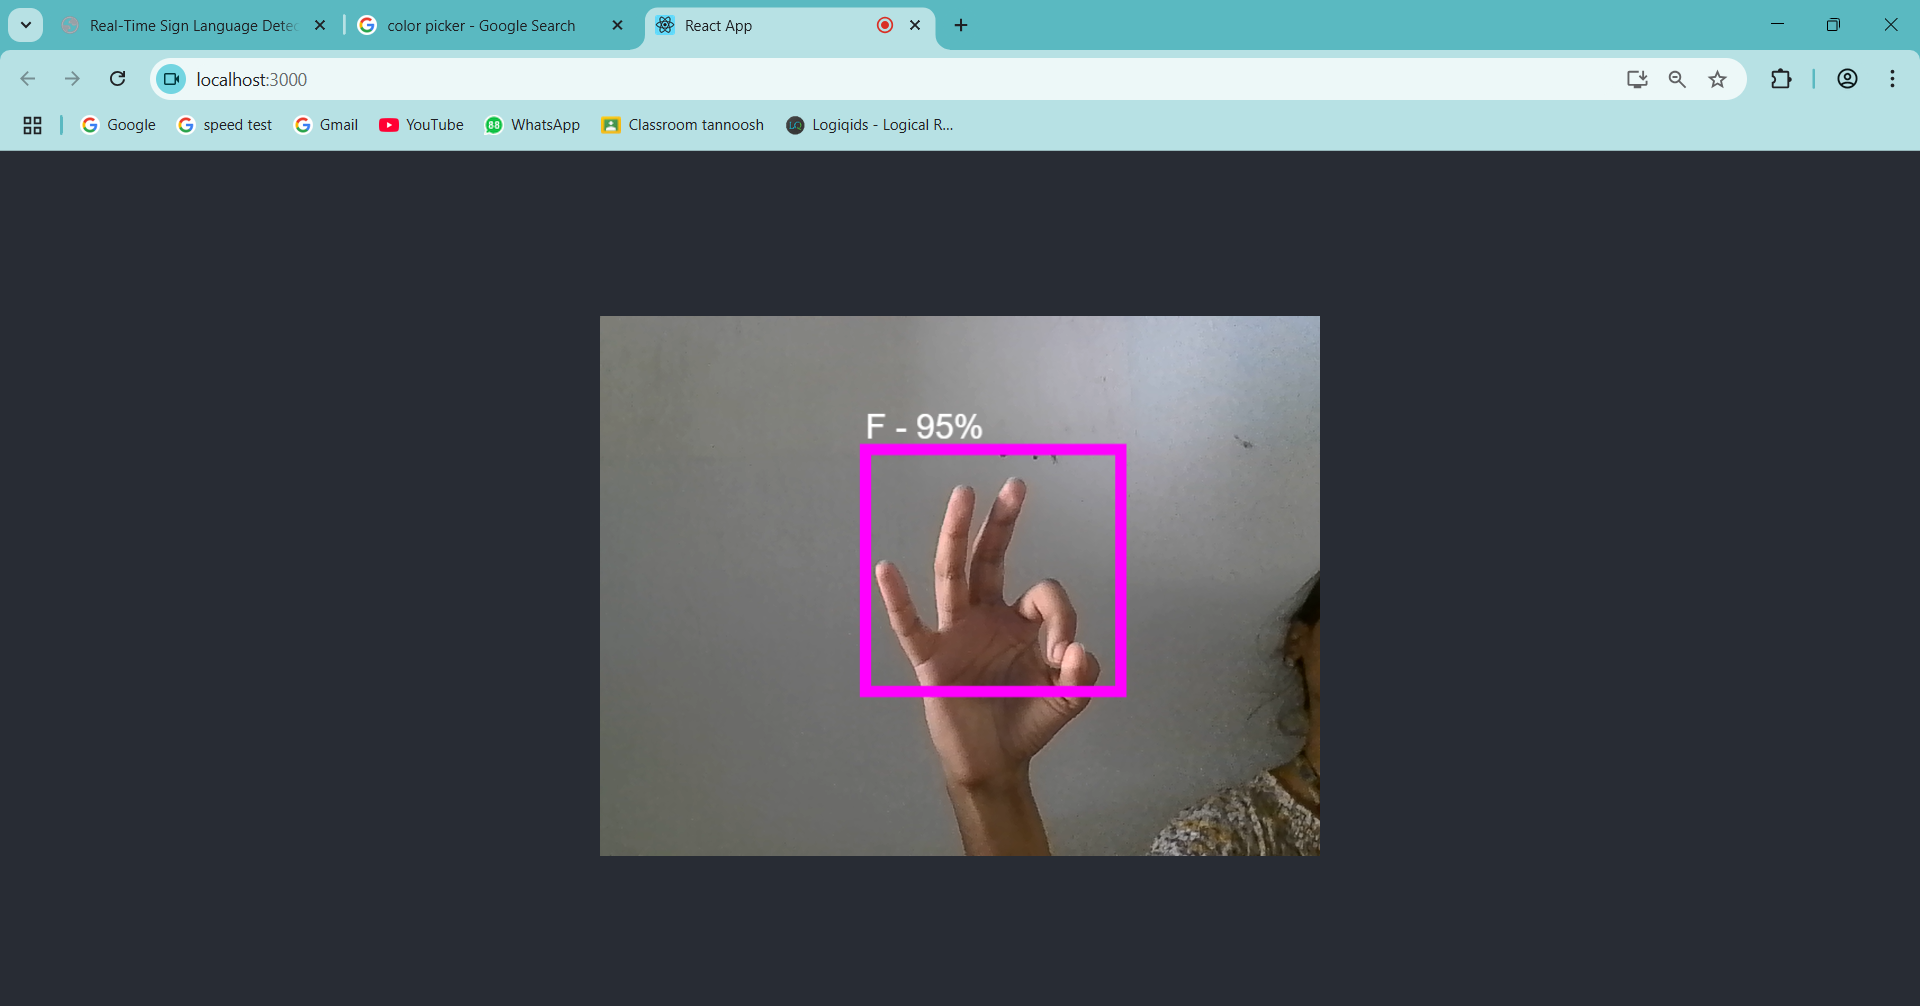 Real-Time Sign Language Detec
color picker - Google Search
React App
localhost:3000
Google
speed test
Gmail
YouTube
WhatsApp
Classroom tannoosh
Logiqids - Logical R...
F - 95%